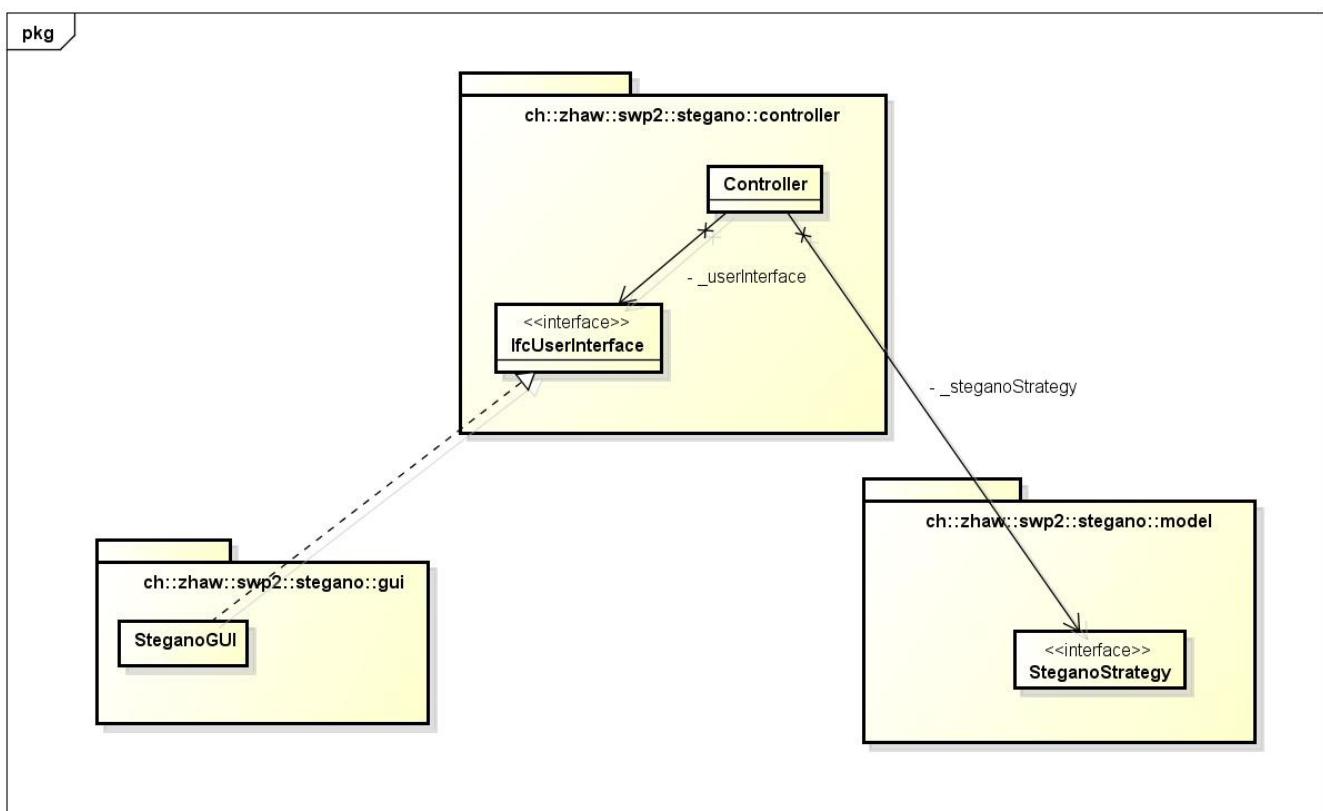 pkg
ch::zhaw::swp2::stegano::controller
Controller
- _userInterface
<<interface>>
IfcUserInterface
- _steganoStrategy
ch::zhaw::swp2::stegano::model
ch::zhaw::swp2::stegano::gui
SteganoGUI
<<interface>>
SteganoStrategy